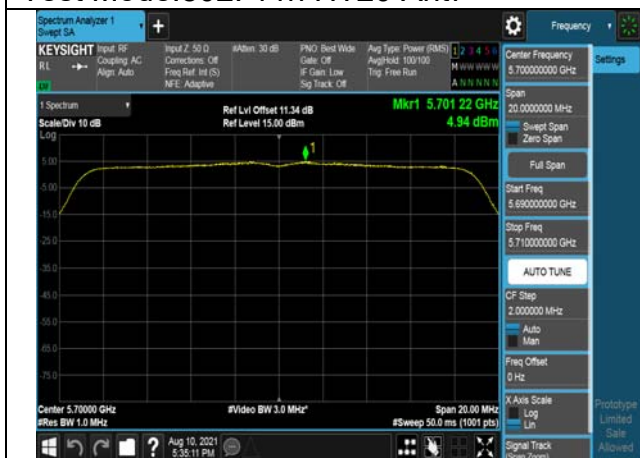 Spectrum Analyzer 1
Swept SA
+
Frequency
KEYSIGHT
RL
Input: RF
Coupling: AC
Align: Auto
Input Z: 50 Ω
Corrections: Off
Freq Ref: Int (S)
NFE: Adaptive
#Atten: 30 dB
PNO: Best Wide
Gate: Off
IF Gain: Low
Sig Track: Off
Avg Type: Power (RMS)
Avg|Hold: 100/100
Trig: Free Run
1 2 3 4 5 6
M W W W W W
A N N N N N
1 Spectrum
Scale/Div 10 dB
Log
Ref Lvl Offset 11.34 dB
Ref Level 15.00 dBm
Mkr1 5.701 22 GHz
4.94 dBm
1
5.00
-5.00
-15.0
-25.0
-35.0
-45.0
-55.0
-65.0
-75.0
Center 5.70000 GHz
#Res BW 1.0 MHz
#Video BW 3.0 MHz*
Span 20.00 MHz
#Sweep 50.0 ms (1001 pts)
Aug 10, 2021
5:35:11 PM
Center Frequency
5.700000000 GHz
Settings
Span
20.0000000 MHz
Swept Span
Zero Span
Full Span
Start Freq
5.690000000 GHz
Stop Freq
5.710000000 GHz
AUTO TUNE
CF Step
2.000000 MHz
Auto
Man
Freq Offset
0 Hz
X Axis Scale
Log
Lin
Signal Track
(Span Zoom)
Prototype
Limited
Sale
Allowed